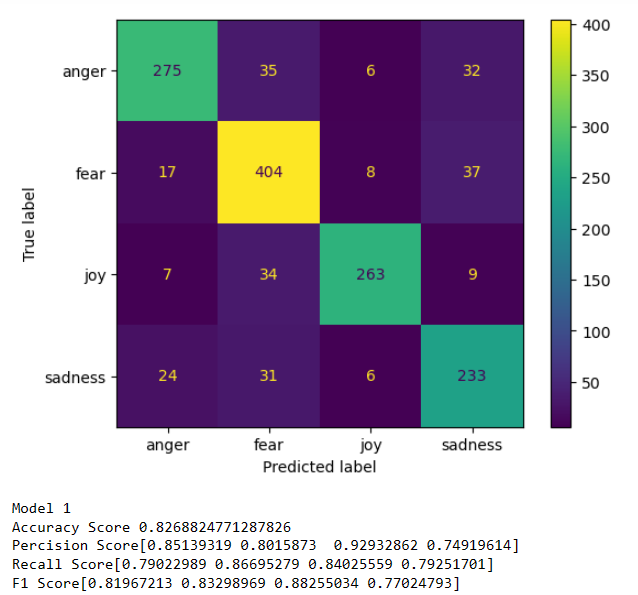 400
anger 275 35 6 32
350
300
fear 17 404 8 37
250
True label
200
joy 7 34 263 9
150
100
sadness 24 31 6 233
50
anger fear joy sadness
Predicted label
Model 1
Accuracy Score 0.8268824771287826
Percision Score[0.85139319 0.8015873  0.92932862 0.74919614]
Recall Score[0.79022989 0.86695279 0.84025559 0.79251701]
F1 Score[0.81967213 0.83298969 0.88255034 0.77024793]